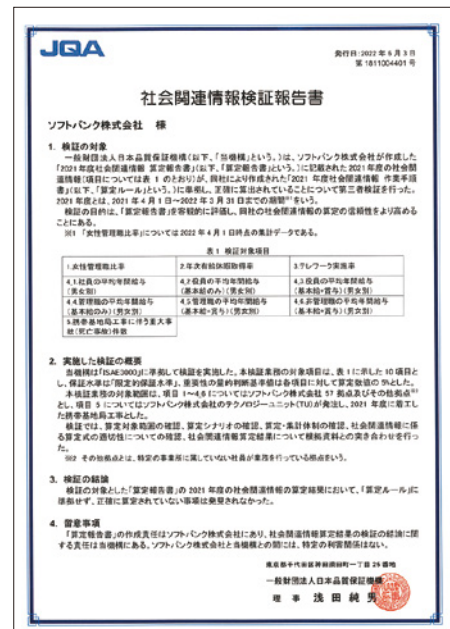 JQA
発行日:2022年6月3日
第1811004401号
社会関連情報検証報告書
ソフトバンク株式会社 様
1. 検証の対象
一般財団法人日本品質保証機構(以下、「当機構」という。)は、ソフトバンク株式会社が作成した
「2021年度社会関連情報 算定報告書」(以下、「算定報告書」という。)に記載された2021年度の社会関
連情報(項目については表 1 のとおり)が、同社により作成された「2021年度社会関連情報 作業手順
書」(以下、「算定ルール」という。)に準拠し、正確に算出されていることについて第三者検証を行った。
2021年度とは、2021年4月1日~2022年3月31日までの期間※1をいう。
検証の目的は、「算定報告書」を客観的に評価し、同社の社会関連情報の算定の信頼性をより高める
ことにある。
※1 「女性管理職比率」については2022年4月1日時点の集計データである。
表1 検証対象項目
1.女性管理職比率
2.年次有給休暇取得率
3.テレワーク実施率
4.1.社員の平均年間給与
(男女別)
4.2.役員の平均年間給与
(基本給のみ)(男女別)
4.3.役員の平均年間給与
(基本給+賞与)(男女別)
4.4.管理職の平均年間給与
(基本給のみ)(男女別)
4.5.管理職の平均年間給与
(基本給+賞与)(男女別)
4.6.非管理職の平均年間給与
(基本給+賞与)(男女別)
5.携帯基地局工事に伴う重大事
故(死亡事故)件数
2. 実施した検証の概要
当機構は「ISAE3000」に準拠して検証を実施した。本検証業務の対象項目は、表1に示した10項目と
し、保証水準は「限定的保証水準」、重要性の量的判断基準値は各項目に対して算定数値の5%とした。
本検証業務の対象範囲は、項目 1~4.6 についてはソフトバンク株式会社 57 拠点及びその他拠点※2
とし、項目 5 についてはソフトバンク株式会社のテクノロジーユニット(TU)が発注し、2021年度に着工し
た携帯基地局工事とした。
検証では、算定対象範囲の確認、算定シナリオの確認、算定・集計体制の確認、社会関連情報に係
る算定式の適切性についての確認、社会関連情報算定結果について根拠資料との突き合わせを行っ
た。
※2 その他拠点とは、特定の事業所に属していない社員が業務を行っている拠点をいう。
3. 検証の結論
検証の対象とした「算定報告書」の 2021 年度の社会関連情報の算定結果において、「算定ルール」に
準拠せず、正確に算定されていない事項は発見されなかった。
4. 留意事項
「算定報告書」の作成責任はソフトバンク株式会社にあり、社会関連情報算定結果の検証の結論に関
する責任は当機構にある。ソフトバンク株式会社と当機構との間には、特定の利害関係はない。
東京都千代田区神田須田町一丁目25番地
一般財団法人日本品質保証機構
理 事 浅 田 純 男